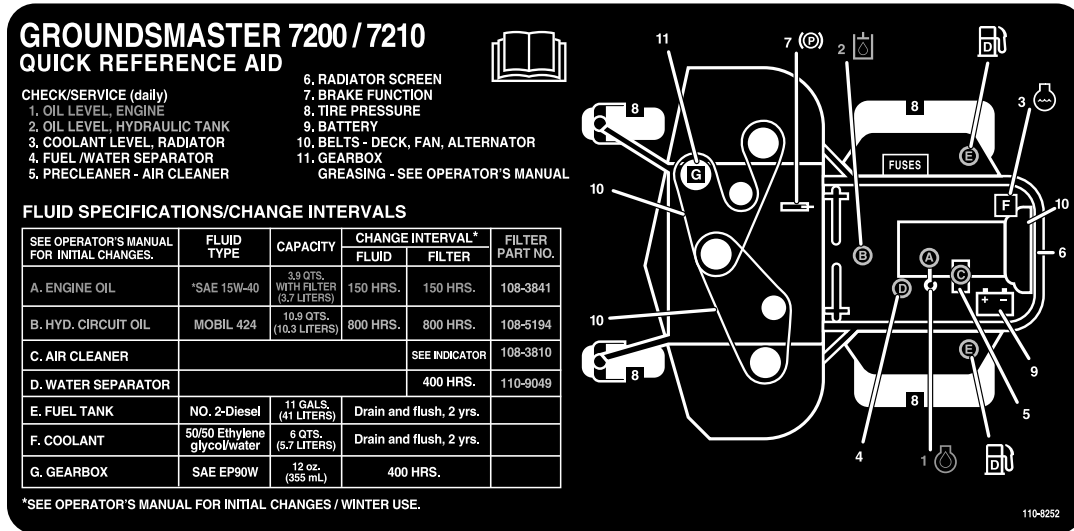 GROUNDSMASTER 7200 / 7210
QUICK REFERENCE AID
CHECK/SERVICE (daily)
1. OIL LEVEL, ENGINE
2. OIL LEVEL, HYDRAULIC TANK
3. COOLANT LEVEL, RADIATOR
4. FUEL /WATER SEPARATOR
5. PRECLEANER - AIR CLEANER
6. RADIATOR SCREEN
7. BRAKE FUNCTION
8. TIRE PRESSURE
9. BATTERY
10. BELTS - DECK, FAN, ALTERNATOR
11. GEARBOX
GREASING - SEE OPERATOR'S MANUAL
FLUID SPECIFICATIONS/CHANGE INTERVALS
SEE OPERATOR'S MANUAL
FOR INITIAL CHANGES.
FLUID
TYPE
CAPACITY
CHANGE INTERVAL*
FLUID
FILTER
FILTER
PART NO.
A. ENGINE OIL
*SAE 15W-40
3.9 QTS.
WITH FILTER
(3.7 LITERS)
150 HRS.
150 HRS.
108-3841
B. HYD. CIRCUIT OIL
MOBIL 424
10.9 QTS.
(10.3 LITERS)
800 HRS.
800 HRS.
108-5194
C. AIR CLEANER
SEE INDICATOR
108-3810
D. WATER SEPARATOR
400 HRS.
110-9049
E. FUEL TANK
NO. 2-Diesel
11 GALS.
(41 LITERS)
Drain and flush, 2 yrs.
F. COOLANT
50/50 Ethylene
glycol/water
6 QTS.
(5.7 LITERS)
Drain and flush, 2 yrs.
G. GEARBOX
SAE EP90W
12 oz.
(355 mL)
400 HRS.
*SEE OPERATOR'S MANUAL FOR INITIAL CHANGES / WINTER USE.
11
7 (P)
2
D
8
8
3
E
FUSES
G
10
F
10
B
A
C
6
D
+ -
10
E
9
8
8
5
4
1
D
110-8252